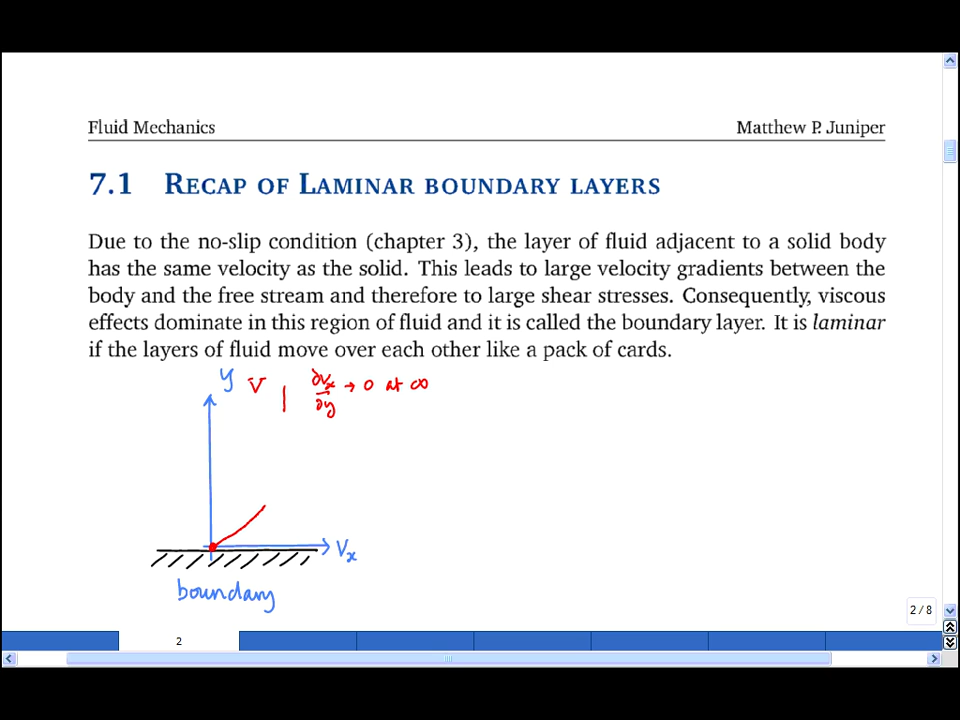 Fluid Mechanics Matthew P. Juniper
7.1 RECAP OF LAMINAR BOUNDARY LAYERS
Due to the no-slip condition (chapter 3), the layer of fluid adjacent to a solid body
has the same velocity as the solid. This leads to large velocity gradients between the
body and the free stream and therefore to large shear stresses. Consequently, viscous
effects dominate in this region of fluid and it is called the boundary layer. It is laminar
if the layers of fluid move over each other like a pack of cards.
y V | ∂Vx/∂y → 0 at ∞
Vx
boundary
2 / 8
2